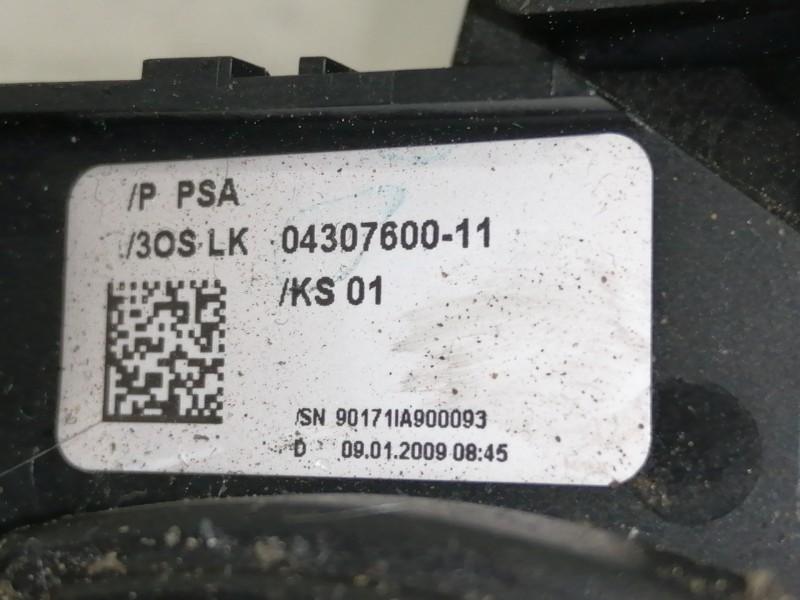 /P PSA
./3OS LK 04307600-11
/KS 01
/SN 90171IA900093
D 09.01.2009 08:45